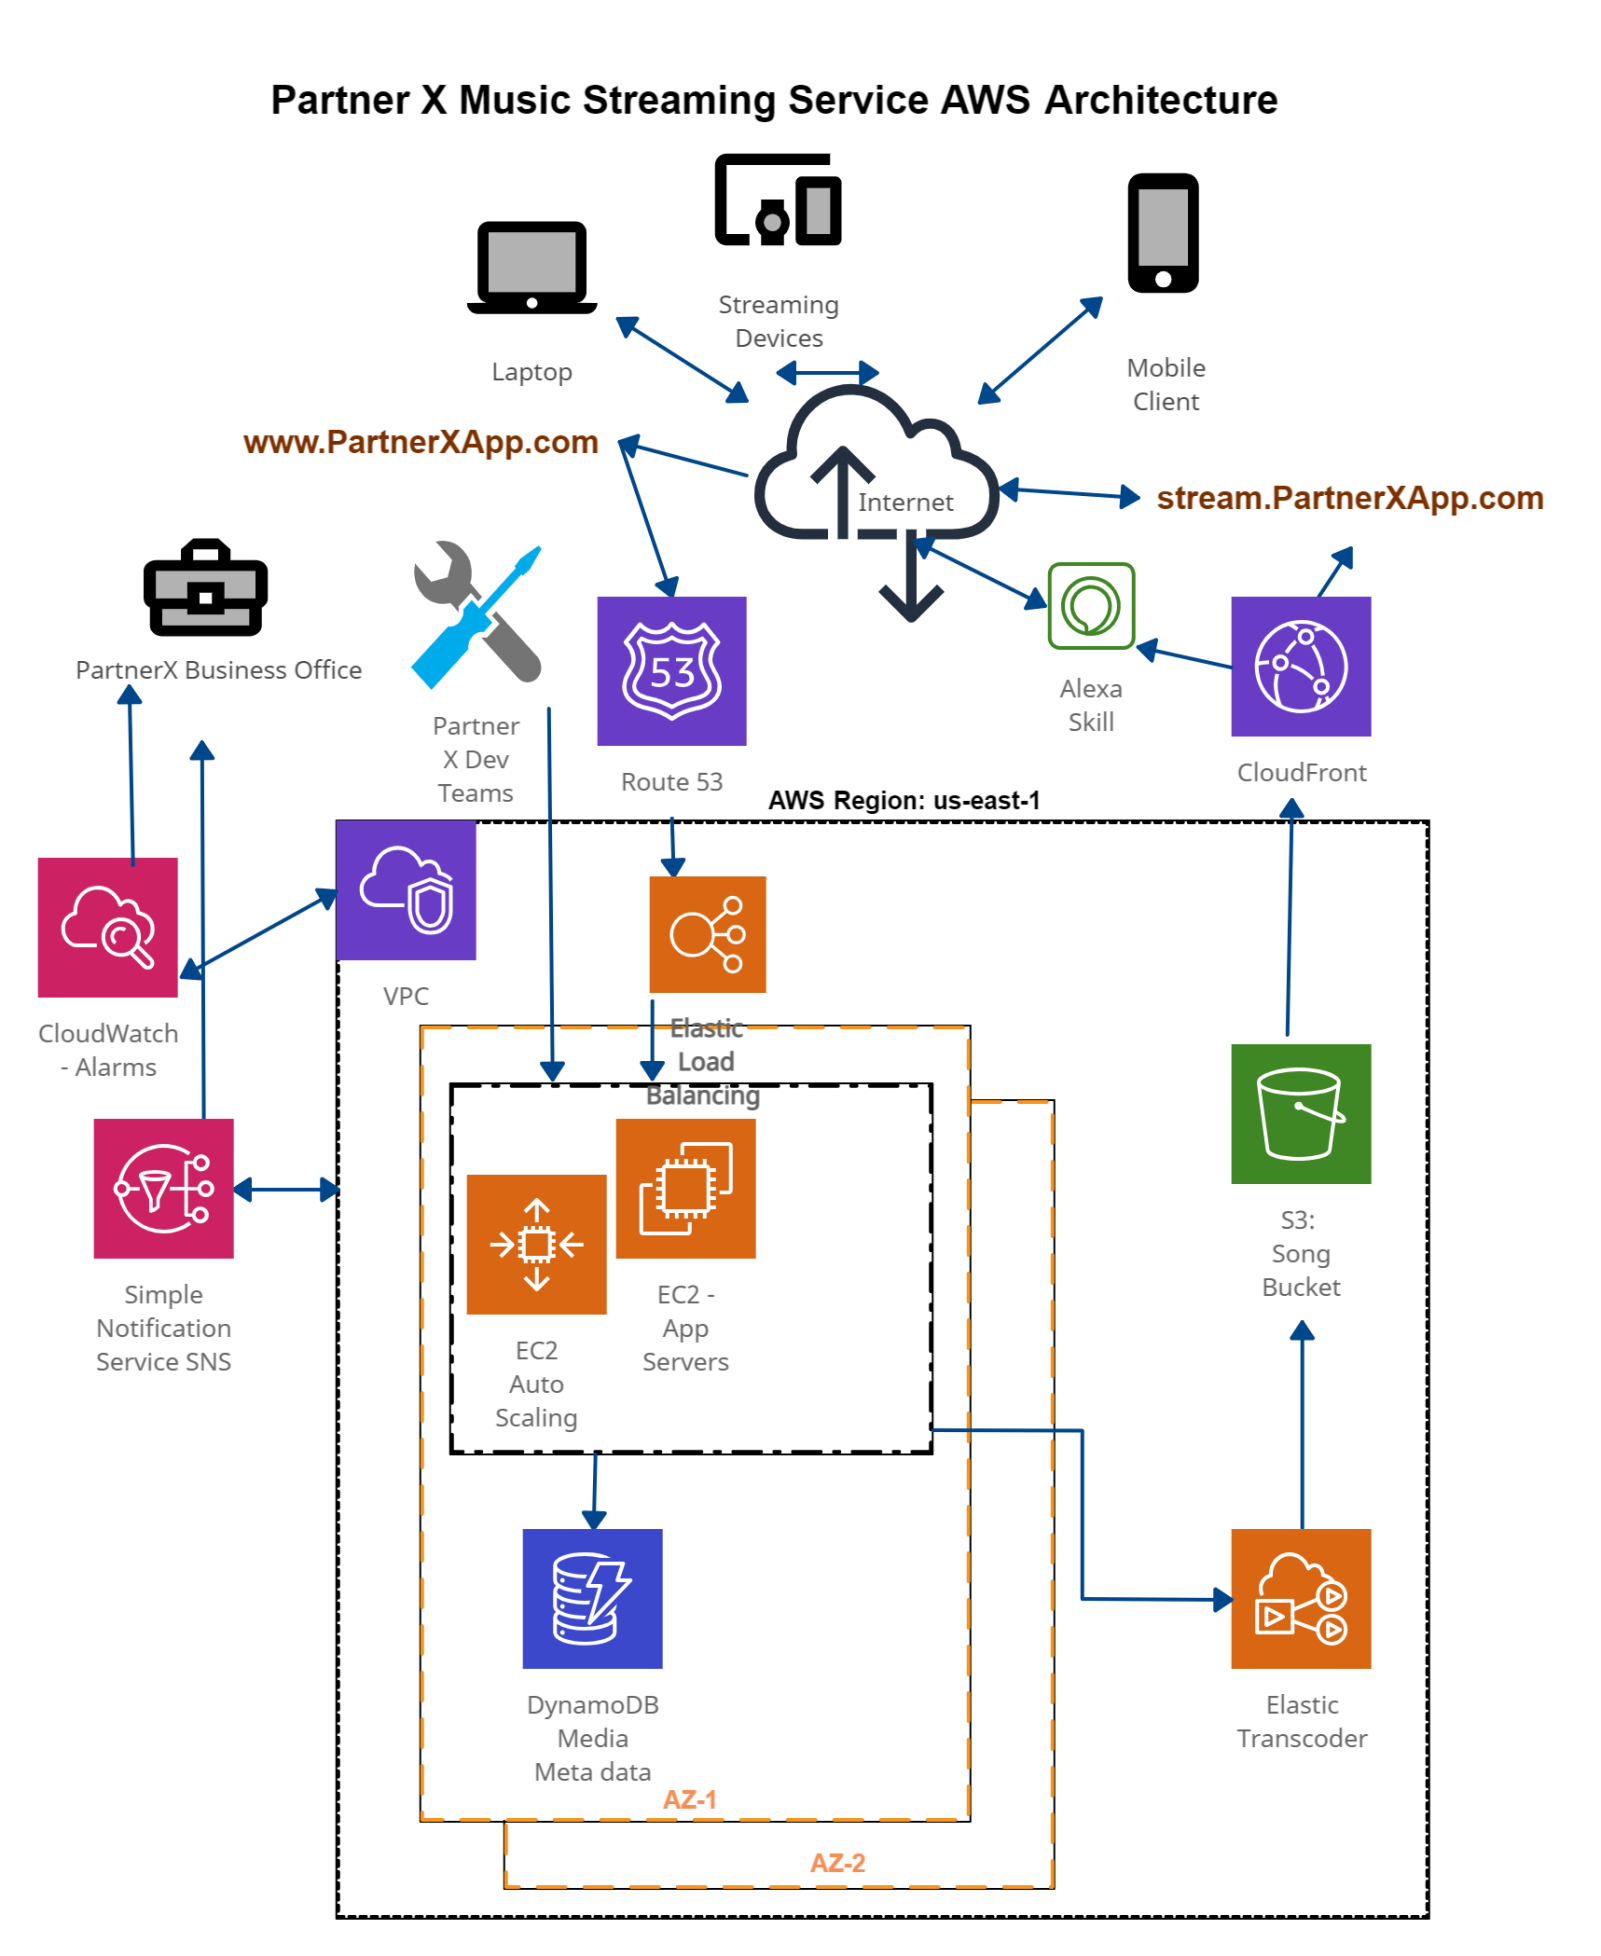 Partner X Music Streaming Service AWS Architecture
Streaming
Devices
Laptop
Mobile
Client
www.PartnerXApp.com
Internet
stream.PartnerXApp.com
PartnerX Business Office
Partner
X Dev
Teams
53
Route 53
Alexa
Skill
CloudFront
AWS Region: us-east-1
VPC
CloudWatch
- Alarms
Elastic
Load
Balancing
Simple
Notification
Service SNS
EC2
Auto
Scaling
EC2 -
App
Servers
S3:
Song
Bucket
DynamoDB
Media
Meta data
Elastic
Transcoder
AZ-1
AZ-2